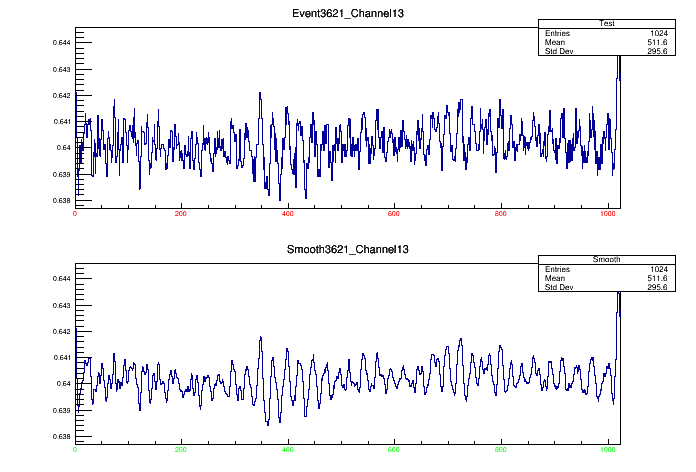 Event3621_Channel13
Test
Entries 1024
Mean 511.6
Std Dev 295.6
0.644
0.643
0.642
0.641
0.64
0.639
0.638
0 200 400 600 800 1000
Smooth3621_Channel13
Smooth
Entries 1024
Mean 511.6
Std Dev 295.6
0.644
0.643
0.642
0.641
0.64
0.639
0.638
0 200 400 600 800 1000